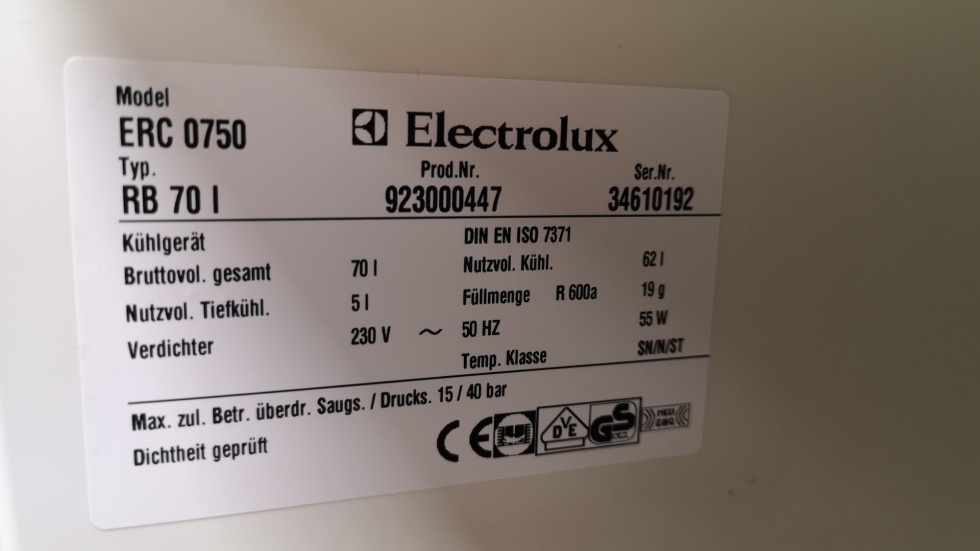 Model
ERC 0750
Electrolux
Typ. Prod.Nr. Ser.Nr.
RB 70 l 923000447 34610192
Kühlgerät DIN EN ISO 7371
Bruttovol. gesamt 70 l Nutzvol. Kühl. 62 l
Nutzvol. Tiefkühl. 5 l Füllmenge R 600a 19 g
Verdichter 230 V ~ 50 HZ 55 W
Temp. Klasse SN/N/ST
Max. zul. Betr. überdr. Saugs. / Drucks. 15 / 40 bar
Dichtheit geprüft
CE DVE GS